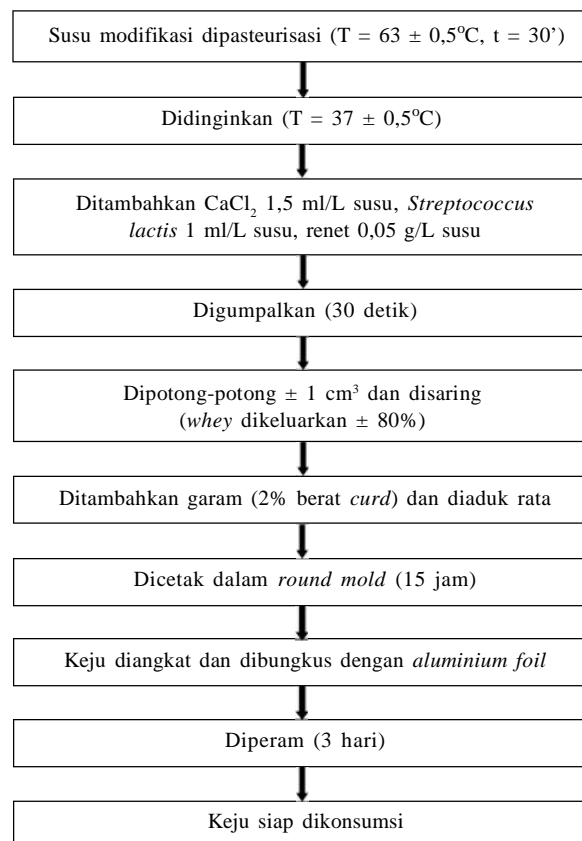 Susu modifikasi dipasteurisasi (T = 63 ± 0,5°C, t = 30’)
Didinginkan (T = 37 ± 0,5°C)
Ditambahkan CaCl₂ 1,5 ml/L susu, Streptococcus
lactis 1 ml/L susu, renet 0,05 g/L susu
Digumpalkan (30 detik)
Dipotong-potong ± 1 cm³ dan disaring
(whey dikeluarkan ± 80%)
Ditambahkan garam (2% berat curd) dan diaduk rata
Dicetak dalam round mold (15 jam)
Keju diangkat dan dibungkus dengan aluminium foil
Diperam (3 hari)
Keju siap dikonsumsi